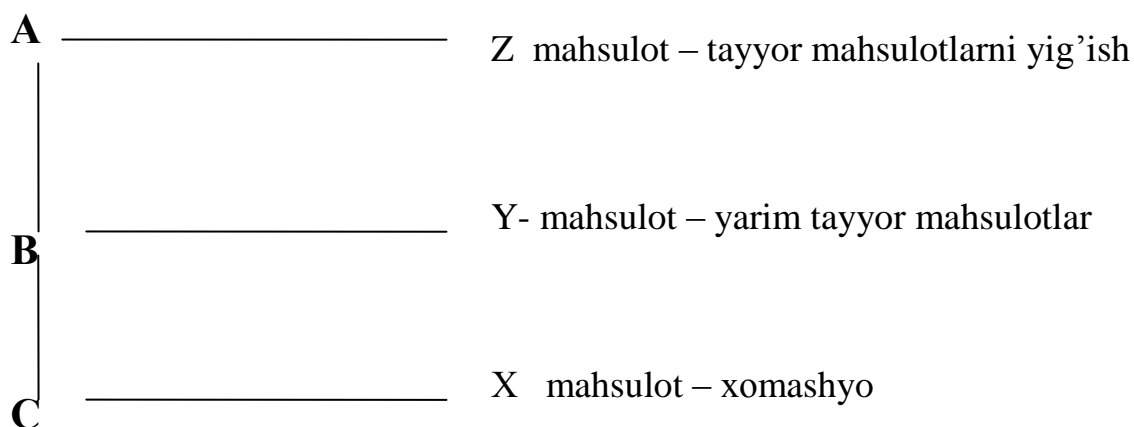 A Z mahsulot – tayyor mahsulotlarni yig’ish
B Y- mahsulot – yarim tayyor mahsulotlar
C X mahsulot – xomashyo